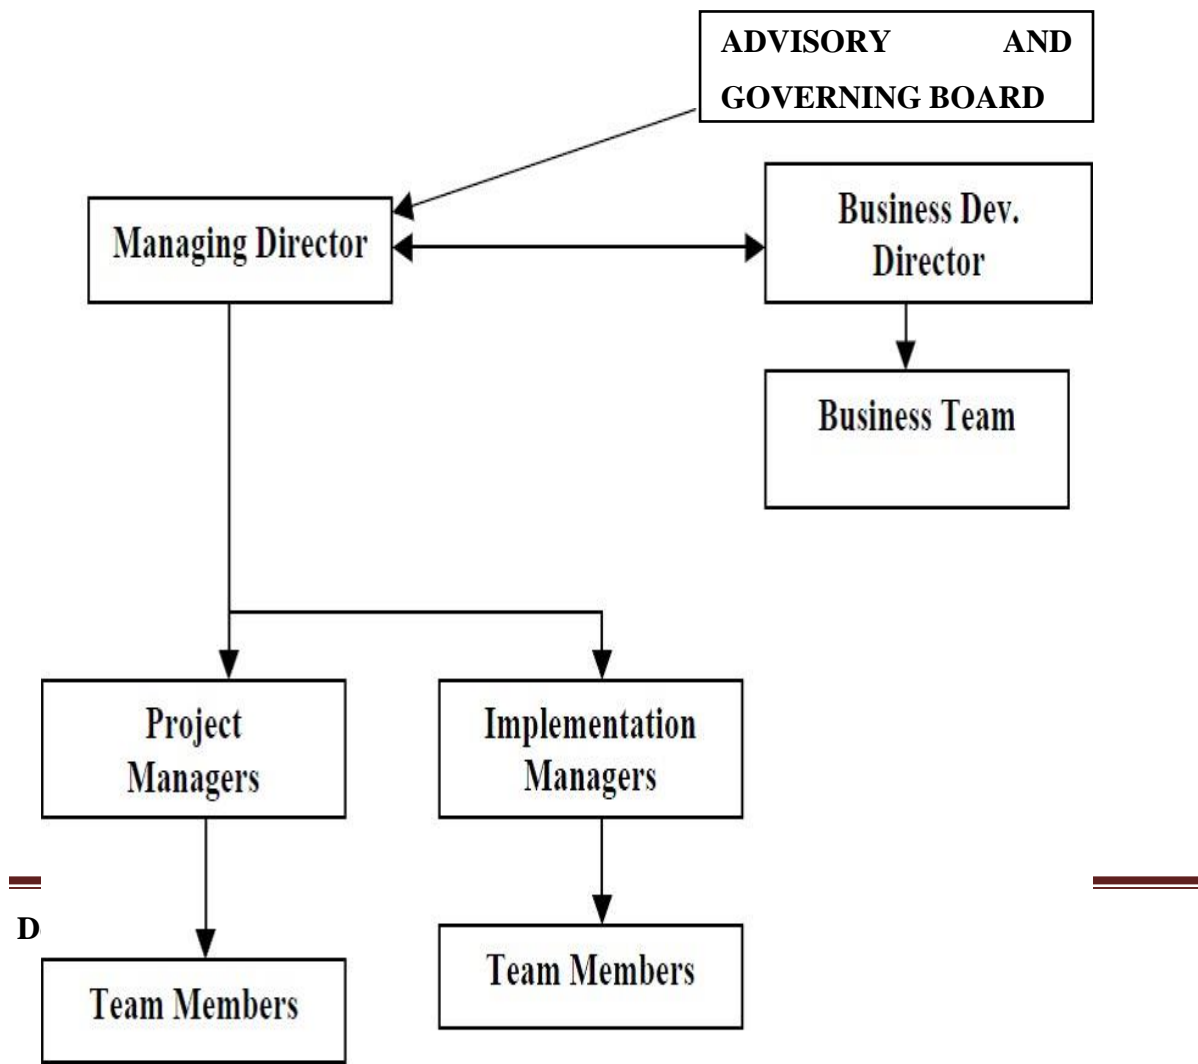 ADVISORY AND
GOVERNING BOARD
Managing Director
Business Dev.
Director
Business Team
Project
Managers
Implementation
Managers
D
Team Members
Team Members